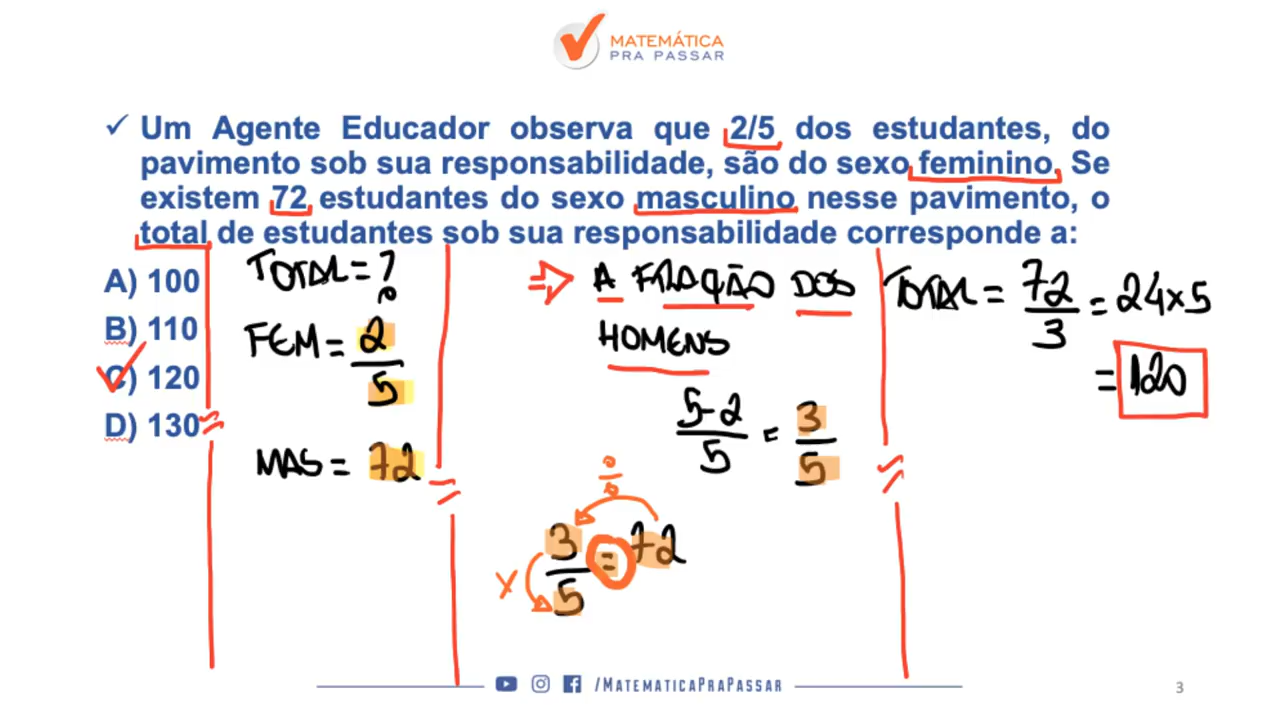 MATEMÁTICA
PRA PASSAR
✓ Um Agente Educador observa que 2/5 dos estudantes, do
pavimento sob sua responsabilidade, são do sexo feminino. Se
existem 72 estudantes do sexo masculino nesse pavimento, o
total de estudantes sob sua responsabilidade corresponde a:
A) 100
B) 110
C) 120
D) 130
TOTAL = ?
FEM = 2/5
MAS = 72
⇒ A FRAÇÃO DOS
HOMENS
5-2/5 = 3/5
÷
3/5 = 72
X
TOTAL = 72/3 = 24x5
= 120
/MATEMATICAPRAPASSAR
3